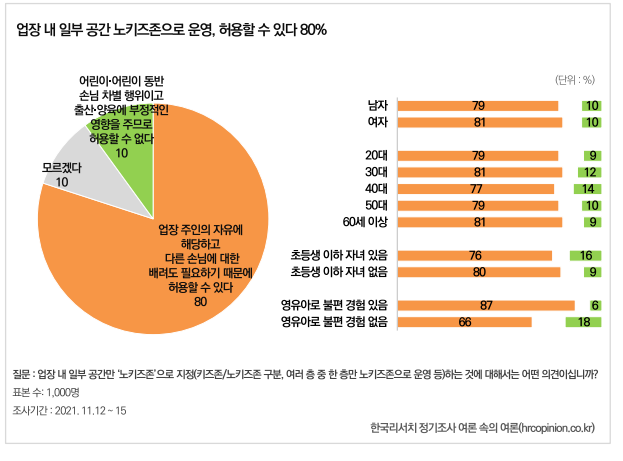 업장 내 일부 공간 노키즈존으로 운영, 허용할 수 있다 80%
(단위 : %)
어린이·어린이 동반
손님 차별 행위이고
출산·양육에 부정적인
영향을 주므로
허용할 수 없다
10
모르겠다
10
업장 주인의 자유에
해당하고
다른 손님에 대한
배려도 필요하기 때문에
허용할 수 있다
80
남자 79 10
여자 81 10
20대 79 9
30대 81 12
40대 77 14
50대 79 10
60세 이상 81 9
초등생 이하 자녀 있음 76 16
초등생 이하 자녀 없음 80 9
영유아로 불편 경험 있음 87 6
영유아로 불편 경험 없음 66 18
질문 : 업장 내 일부 공간만 '노키즈존'으로 지정(키즈존/노키즈존 구분, 여러 층 중 한 층만 노키즈존으로 운영 등)하는 것에 대해서는 어떤 의견이십니까?
표본 수: 1,000명
조사기간 : 2021. 11.12 ~ 15
한국리서치 정기조사 여론 속의 여론(hrcopinion.co.kr)